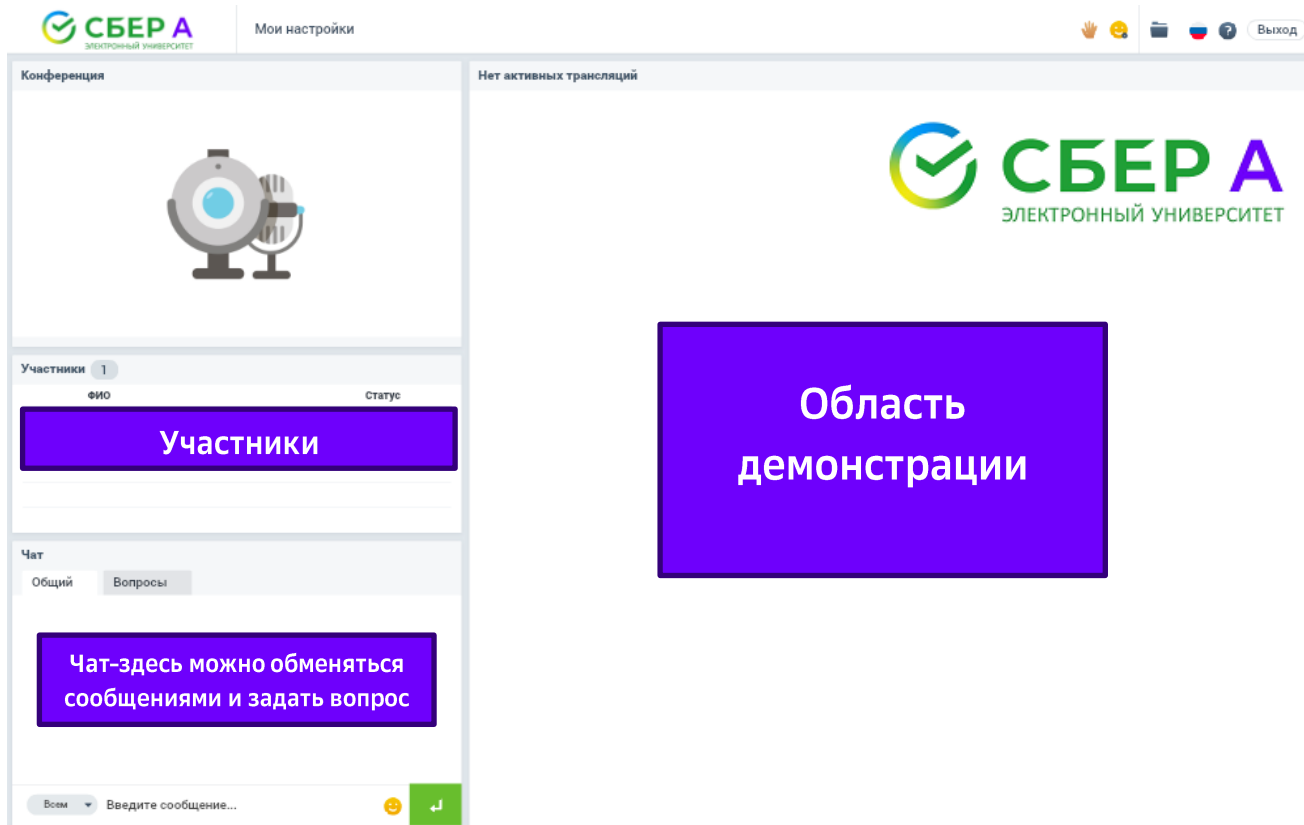 СБЕР А
ЭЛЕКТРОННЫЙ УНИВЕРСИТЕТ
Мои настройки
?
Выход
Конференция
Нет активных трансляций
СБЕР А
ЭЛЕКТРОННЫЙ УНИВЕРСИТЕТ
Участники 1
ФИО
Статус
Участники
Область
демонстрации
Чат
Общий
Вопросы
Чат-здесь можно обменяться
сообщениями и задать вопрос
Всем
Введите сообщение...